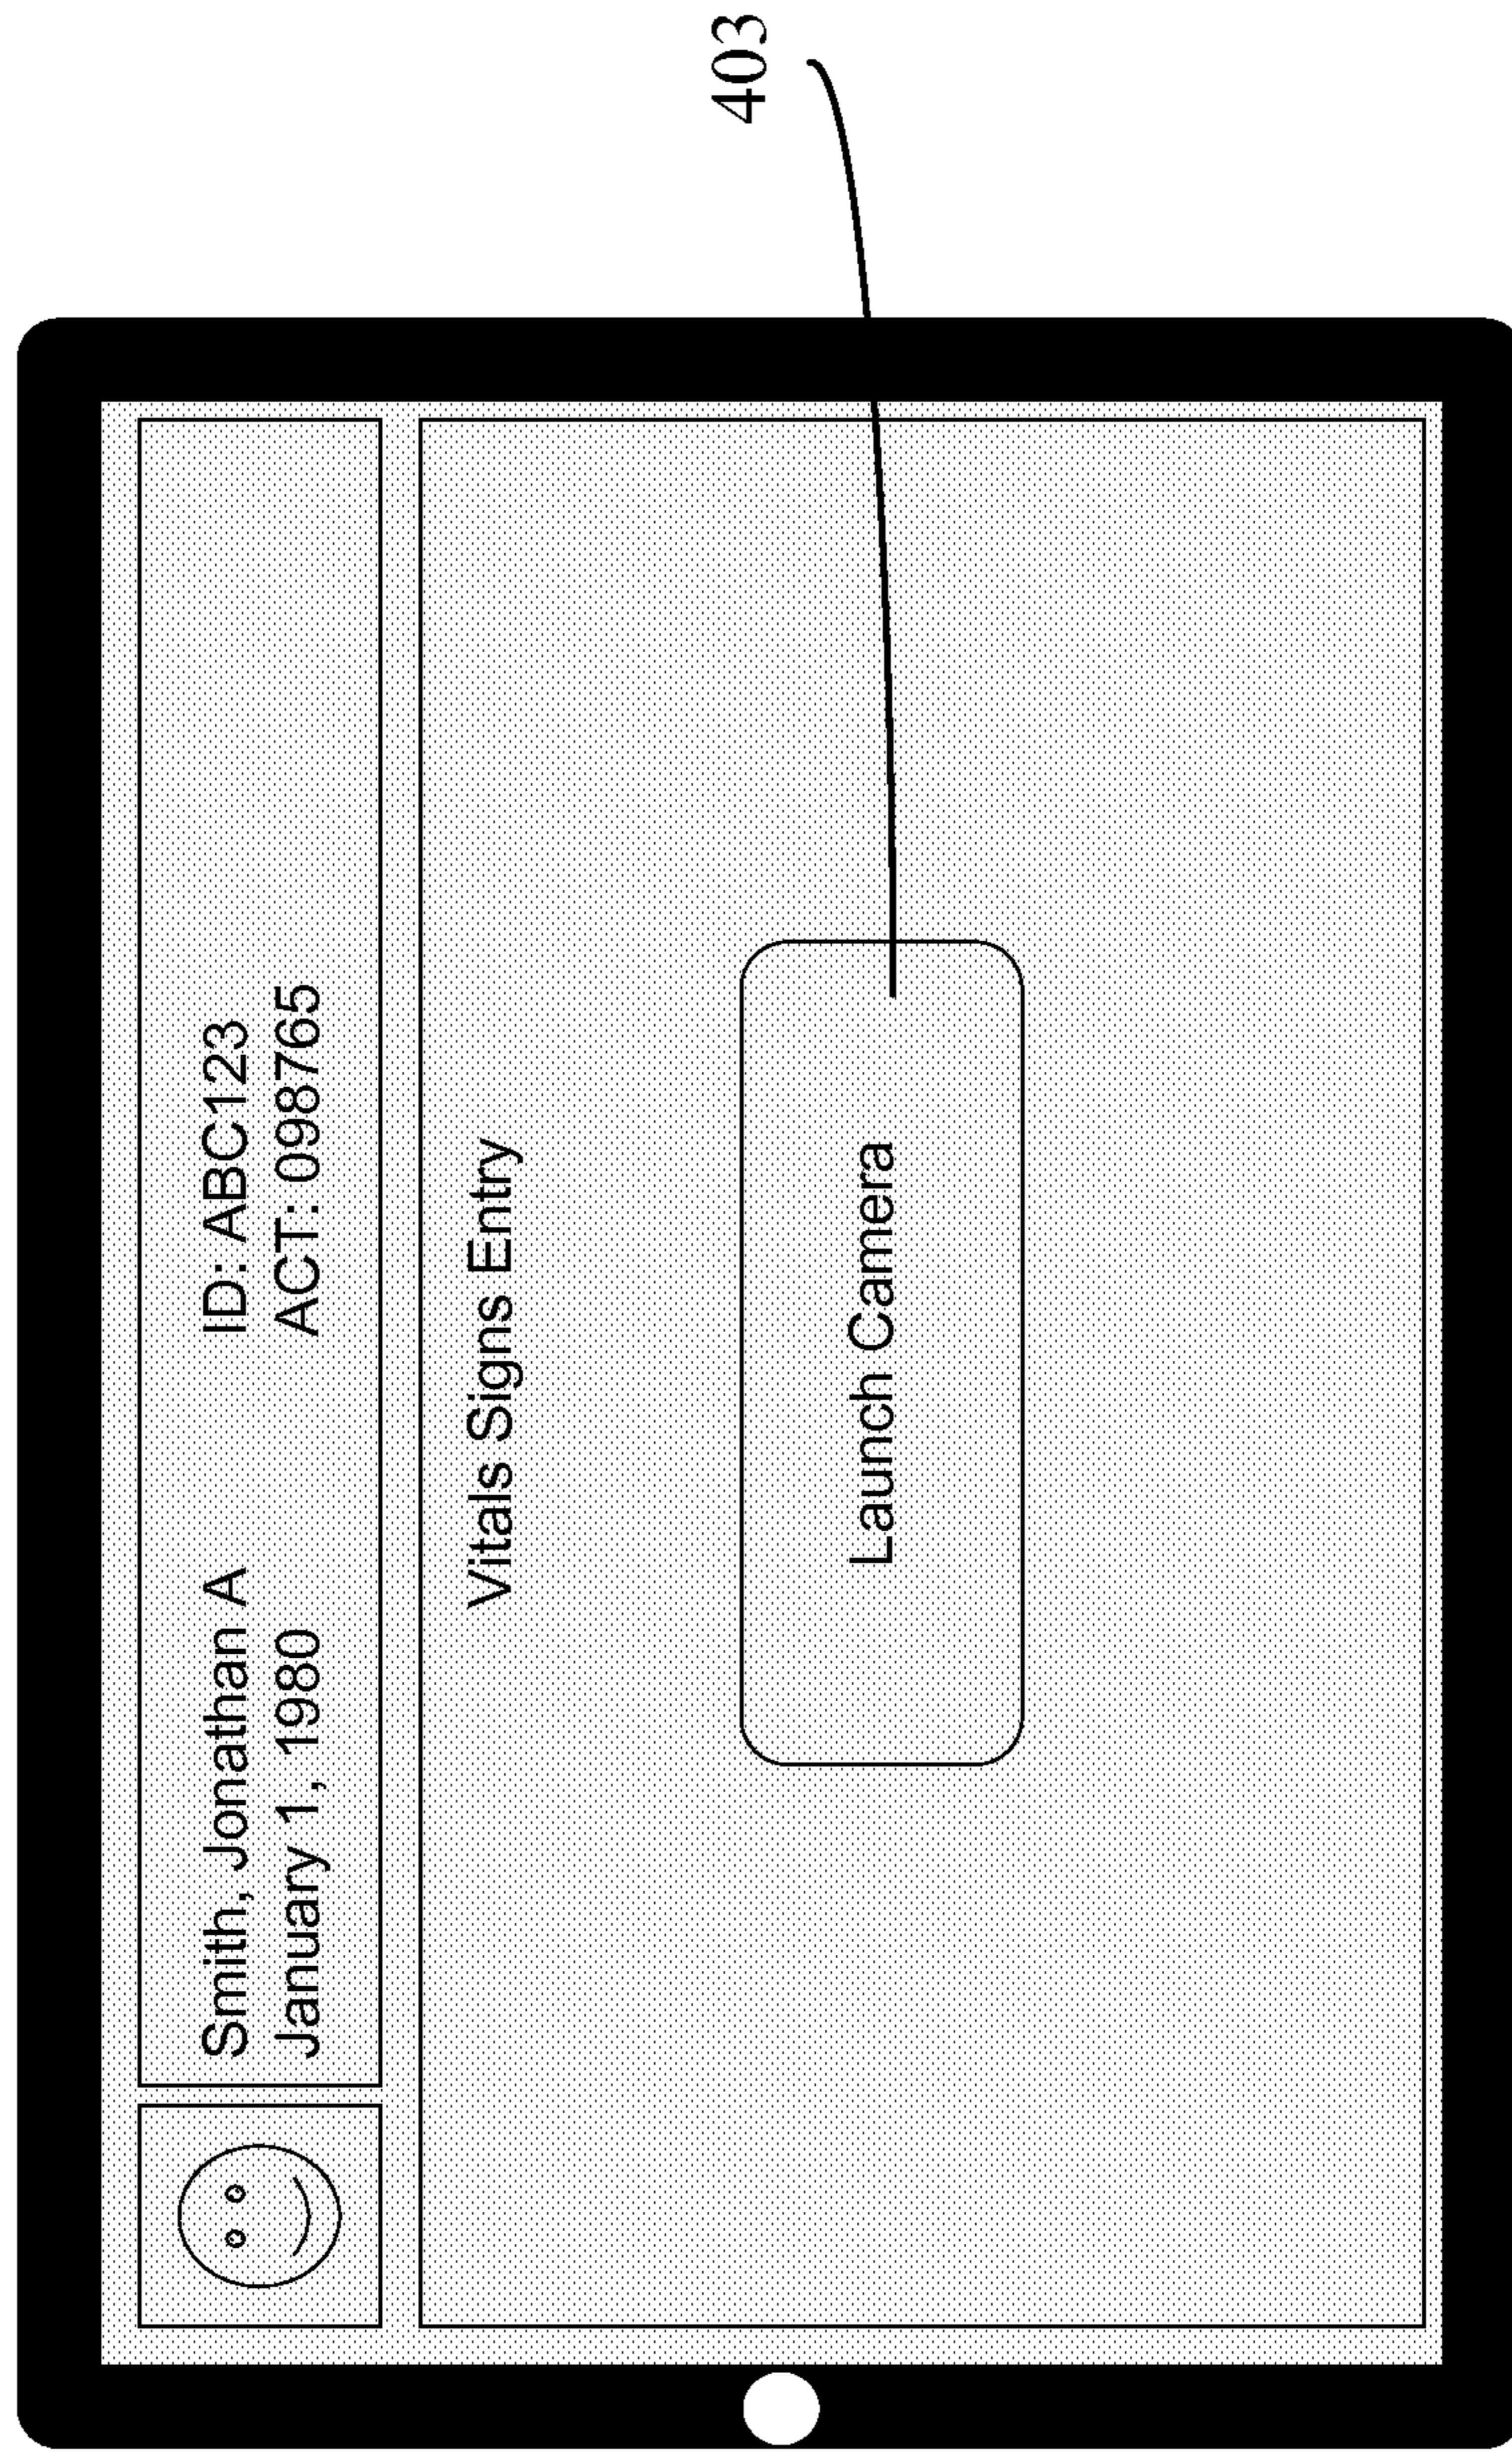 Smith, Jonathan A
January 1, 1980
ID: ABC123
ACT: 098765
Vitals Signs Entry
Launch Camera
403